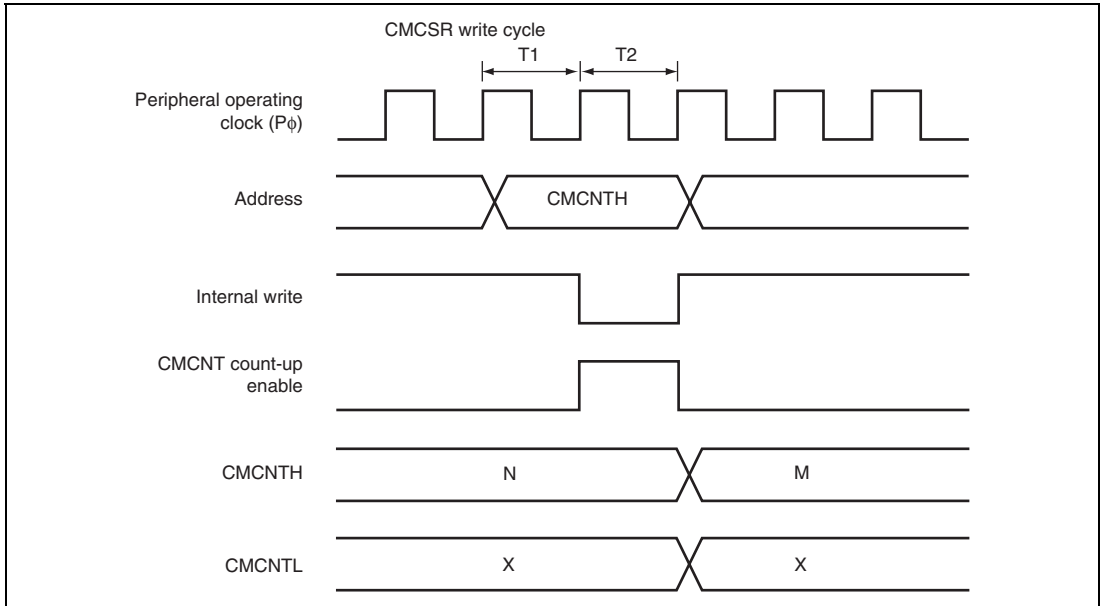 CMCSR write cycle
T1 T2
Peripheral operating
clock (Pϕ)
Address
CMCNTH
Internal write
CMCNT count-up
enable
CMCNTH
N M
CMCNTL
X X